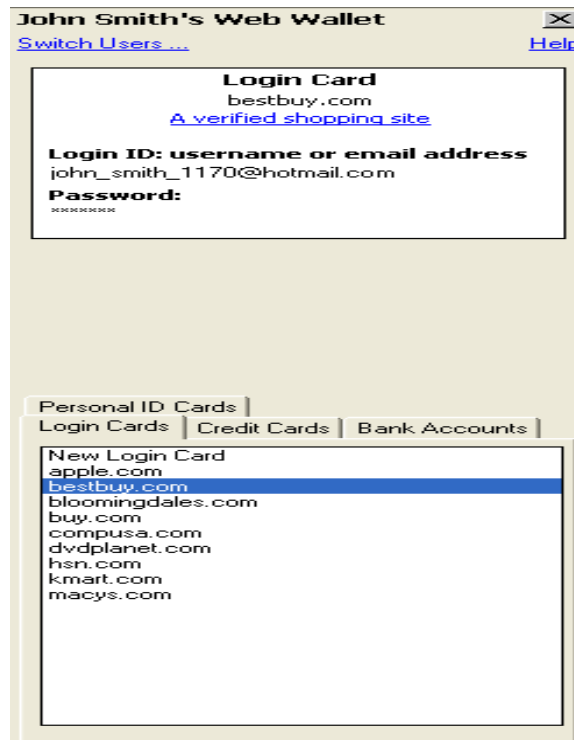 John Smith's Web Wallet
Switch Users ...
Help
Login Card
bestbuy.com
A verified shopping site
Login ID: username or email address
john_smith_1170@hotmail.com
Password:
*******
Personal ID Cards
Login Cards
Credit Cards
Bank Accounts
New Login Card
apple.com
bestbuy.com
bloomingdales.com
buy.com
compusa.com
dvdplanet.com
hsn.com
kmart.com
macys.com